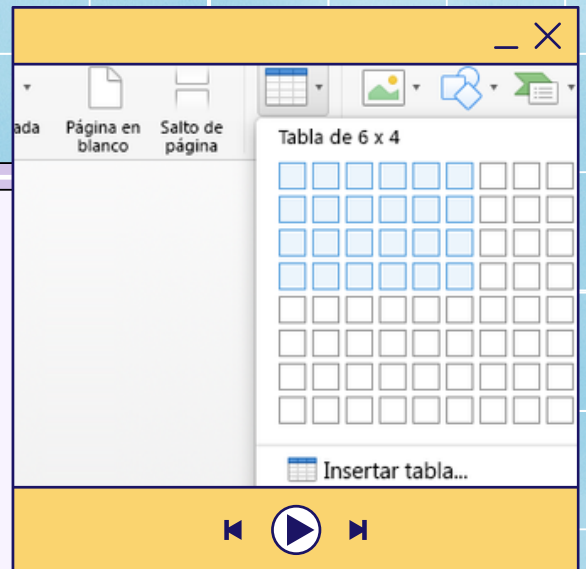 ada
Página en
blanco
Salto de
página
Tabla de 6 x 4
Insertar tabla...